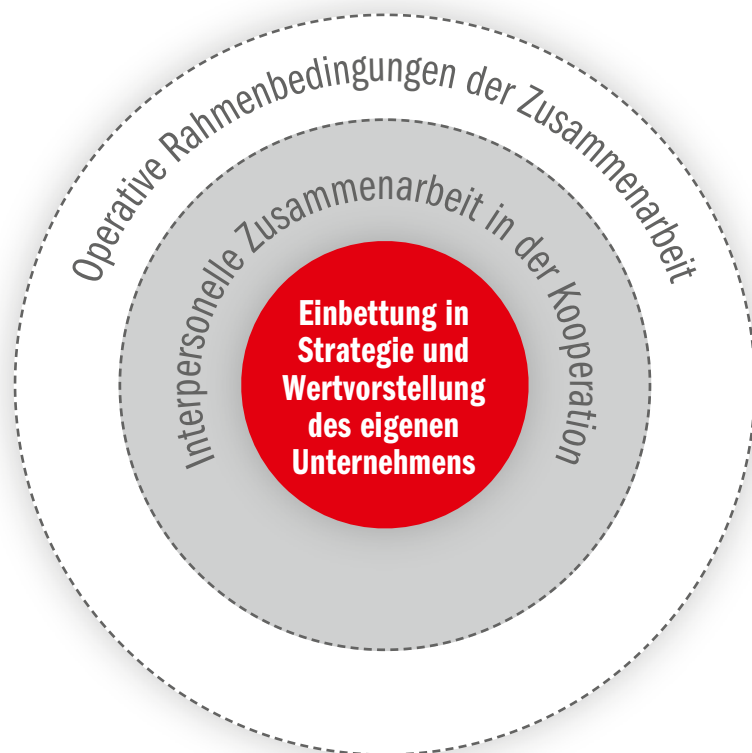 Operative Rahmenbedingungen der Zusammenarbeit
Interpersonelle Zusammenarbeit in der Kooperation
Einbettung in
Strategie und
Wertvorstellung
des eigenen
Unternehmens